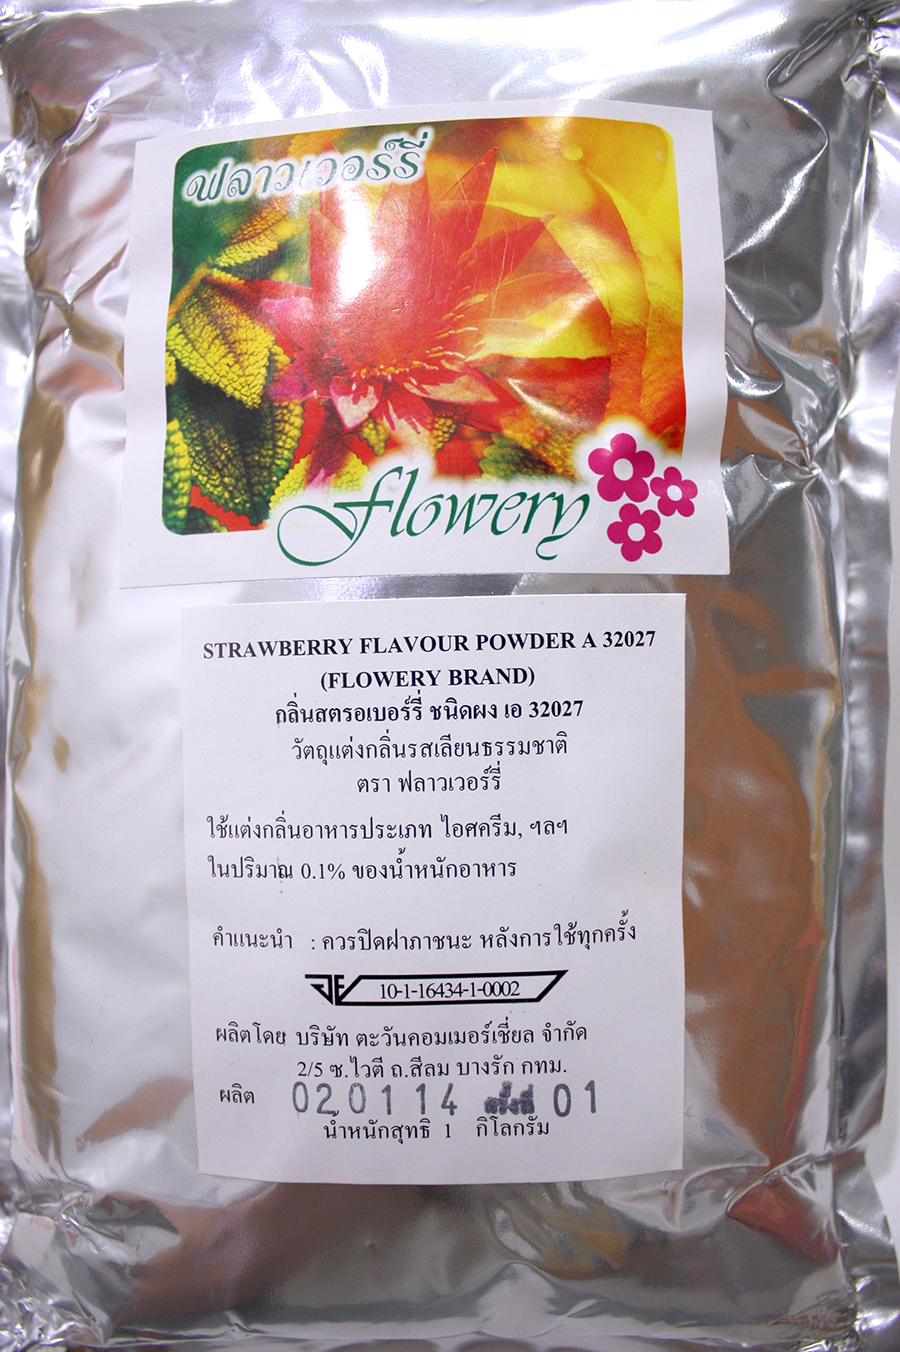 ฟลาวเวอร์รี่
flowery
STRAWBERRY FLAVOUR POWDER A 32027
(FLOWERY BRAND)
กลิ่นสตรอเบอร์รี่ ชนิดผง เอ 32027
วัตถุแต่งกลิ่นรสเลียนธรรมชาติ
ตรา ฟลาวเวอร์รี่
ใช้แต่งกลิ่นอาหารประเภท ไอศครีม, ฯลฯ
ในปริมาณ 0.1% ของน้ำหนักอาหาร
คำแนะนำ : ควรปิดฝาภาชนะ หลังการใช้ทุกครั้ง
อย 10-1-16434-1-0002
ผลิตโดย บริษัท ตะวันคอมเมอร์เชี่ยล จำกัด
2/5 ซ.ไวตี ถ.สีลม บางรัก กทม.
ผลิต 020114 ครั้งที่ 01
น้ำหนักสุทธิ 1 กิโลกรัม